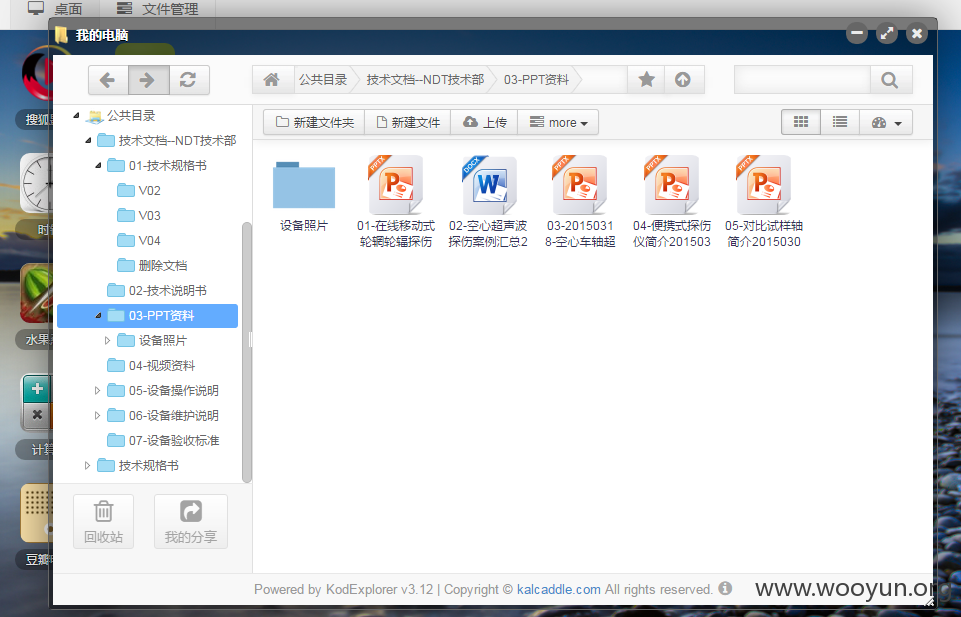 桌面
文件管理
我的电脑
公共目录
技术文档--NDT技术部
03-PPT资料
新建文件夹
新建文件
上传
more
公共目录
技术文档--NDT技术部
01-技术规格书
V02
V03
V04
删除文档
02-技术说明书
03-PPT资料
设备照片
04-视频资料
05-设备操作说明
06-设备维护说明
07-设备验收标准
技术规格书
回收站
我的分享
设备照片
PPTX
01-在线移动式
轮辋轮辐探伤
DOCX
02-空心超声波
探伤案例汇总2
PPTX
03-2015031
8-空心车轴超
PPTX
04-便携式探伤
仪简介201503
PPTX
05-对比试样轴
简介2015030
搜狐
时
水果
计算
豆瓣
Powered by KodExplorer v3.12 | Copyright © kalcaddle.com All rights reserved.
www.wooyun.org